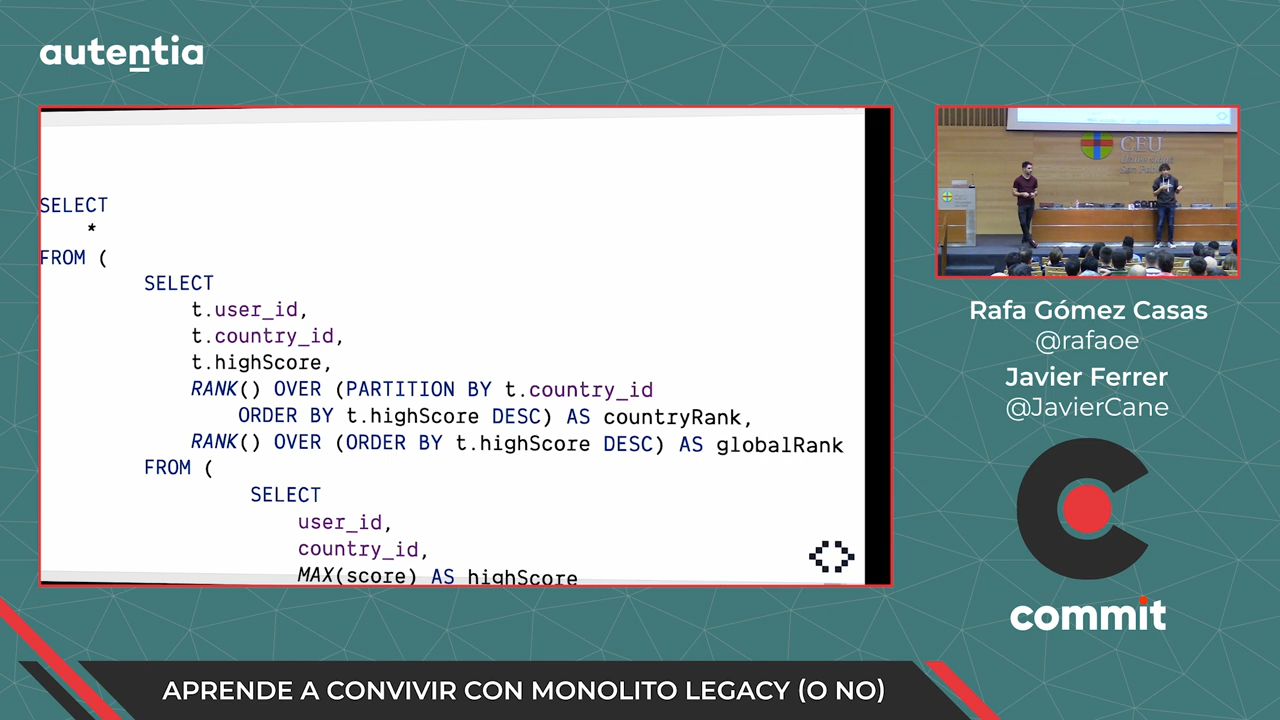 autentia
SELECT
*
FROM (
SELECT
t.user_id,
t.country_id,
t.highScore,
RANK() OVER (PARTITION BY t.country_id
ORDER BY t.highScore DESC) AS countryRank,
RANK() OVER (ORDER BY t.highScore DESC) AS globalRank
FROM (
SELECT
user_id,
country_id,
MAX(score) AS highScore
CEU
Rafa Gómez Casas
@rafaoe
Javier Ferrer
@JavierCane
commit
APRENDE A CONVIVIR CON MONOLITO LEGACY (O NO)